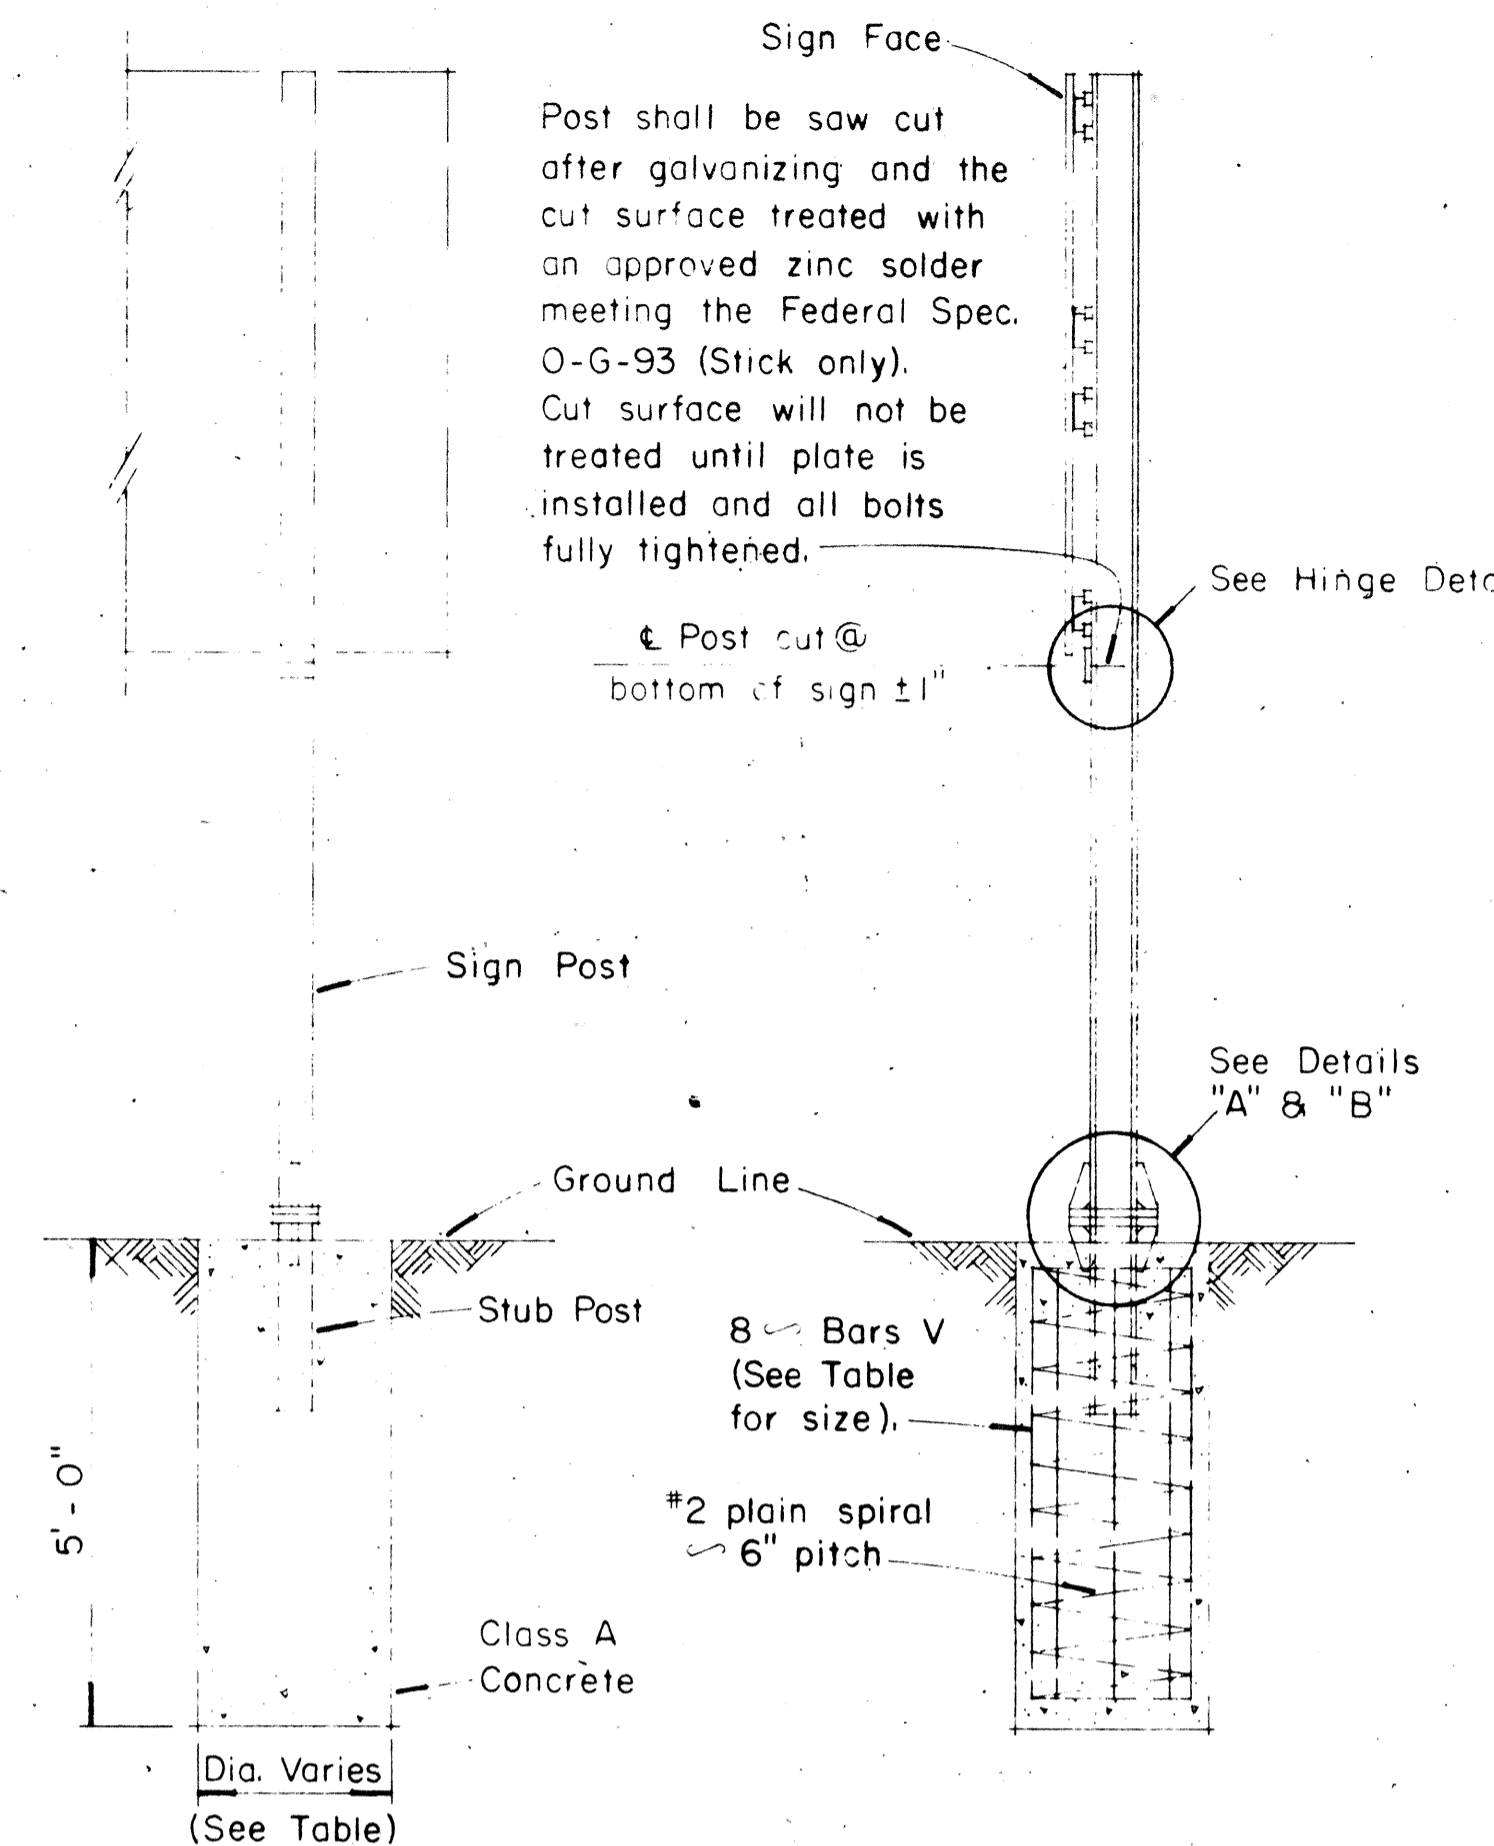 Sign Face
Post shall be saw cut
after galvanizing and the
cut surface treated with
an approved zinc solder
meeting the Federal Spec.
O-G-93 (Stick only).
Cut surface will not be
treated until plate is
installed and all bolts
fully tightened.
See Hinge Deta
℄ Post cut @
bottom of sign ±1"
Sign Post
See Details
"A" & "B"
Ground Line
Stub Post
8 ~ Bars V
(See Table
for size).
5'-0"
#2 plain spiral
~ 6" pitch
Class A
Concrete
Dia. Varies
(See Table)